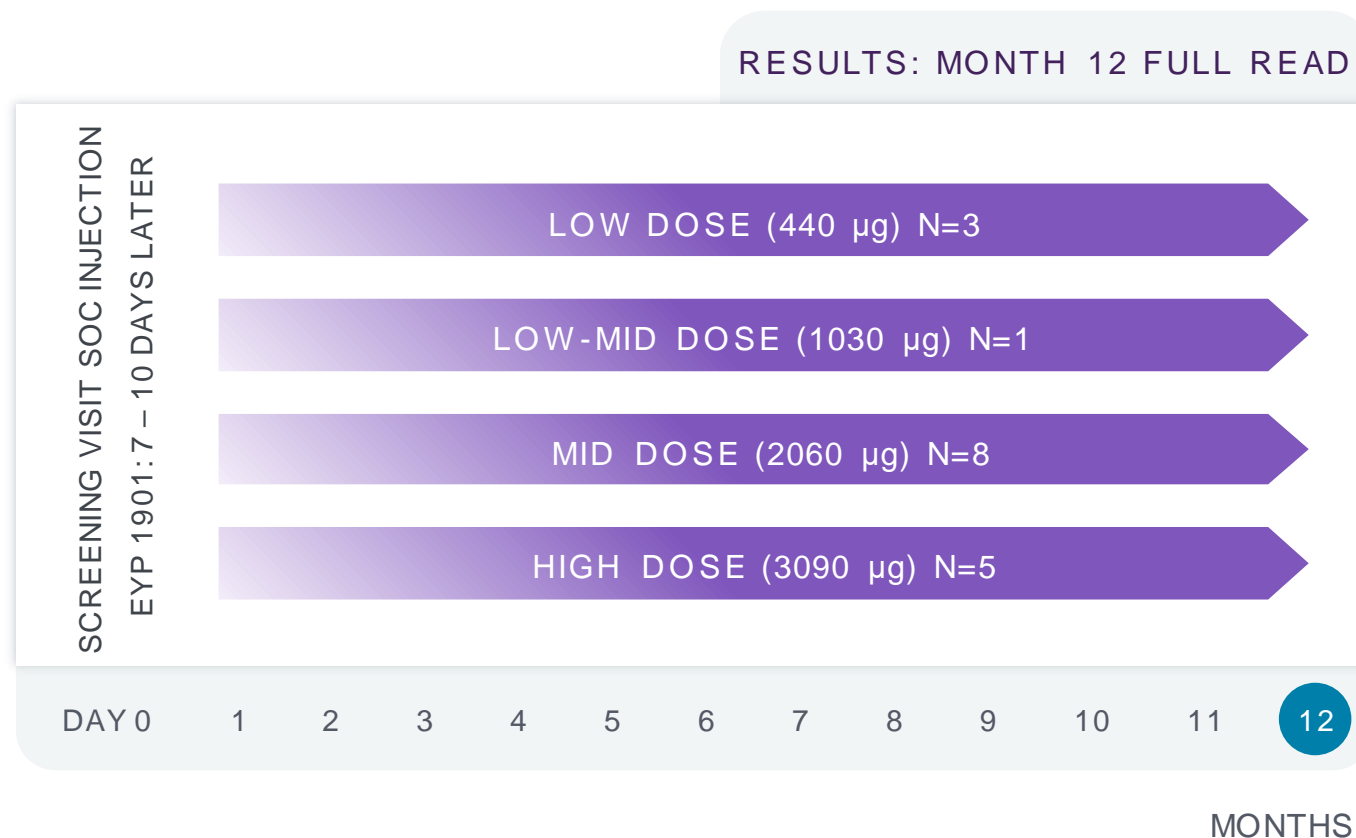 RESULTS: MONTH 12 FULL READ
SCREENING VISIT SOC INJECTION
EYP 1901: 7 – 10 DAYS LATER
LOW DOSE (440 µg) N=3
LOW-MID DOSE (1030 µg) N=1
MID DOSE (2060 µg) N=8
HIGH DOSE (3090 µg) N=5
DAY 0 1 2 3 4 5 6 7 8 9 10 11 12
MONTHS